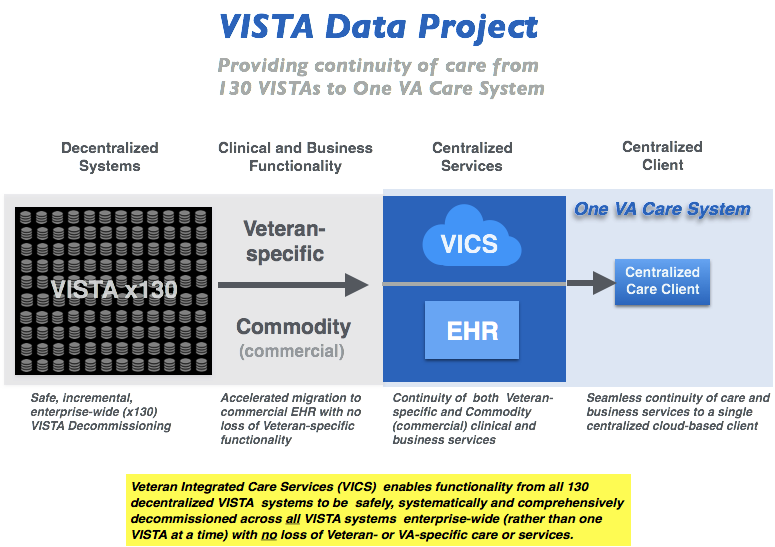 VISTA Data Project
Providing continuity of care from
130 VISTAs to One VA Care System
Decentralized
Systems
Clinical and Business
Functionality
Centralized
Services
Centralized
Client
VISTA x130
Veteran-
specific
Commodity
(commercial)
VICS
EHR
One VA Care System
Centralized
Care Client
Safe, incremental,
enterprise-wide (x130)
VISTA Decommissioning
Accelerated migration to
commercial EHR with no
loss of Veteran-specific
functionality
Continuity of both Veteran-
specific and Commodity
(commercial) clinical and
business services
Seamless continuity of care and
business services to a single
centralized cloud-based client
Veteran Integrated Care Services (VICS) enables functionality from all 130
decentralized VISTA systems to be safely, systematically and comprehensively
decommissioned across all VISTA systems enterprise-wide (rather than one
VISTA at a time) with no loss of Veteran- or VA-specific care or services.